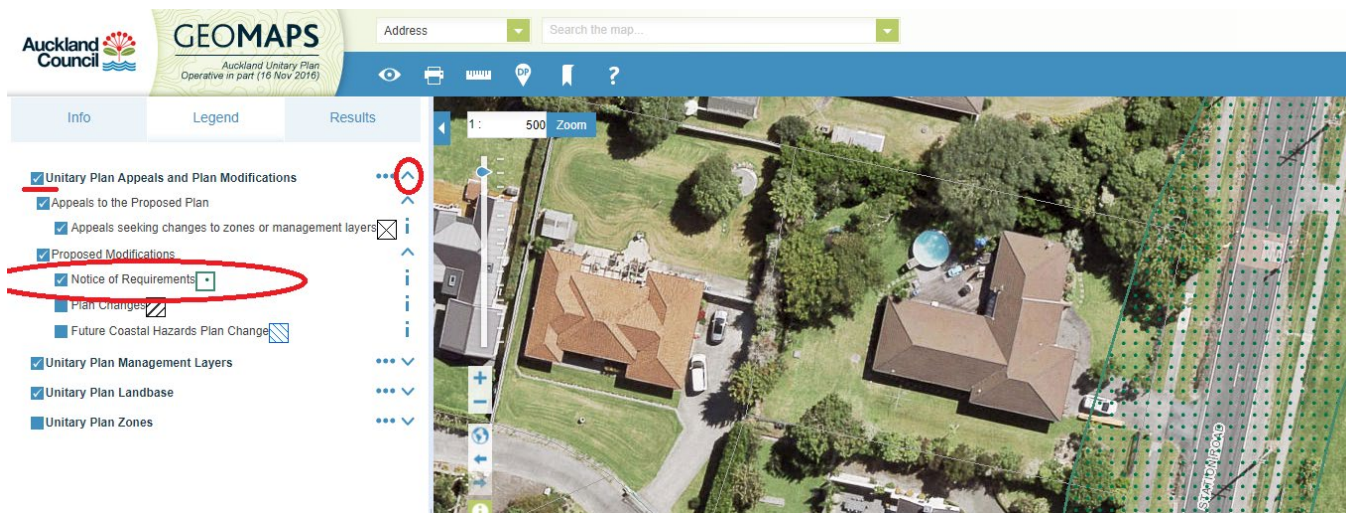 Auckland
Council
GEOMAPS
Auckland Unitary Plan
Operative in part (16 Nov 2016)
Address
Search the map...
DP
?
Info
Legend
Results
1 :
500
Zoom
Unitary Plan Appeals and Plan Modifications
Appeals to the Proposed Plan
Appeals seeking changes to zones or management layers
i
Proposed Modifications
Notice of Requirements
i
Plan Changes
i
Future Coastal Hazards Plan Change
i
Unitary Plan Management Layers
Unitary Plan Landbase
Unitary Plan Zones
STATION ROAD